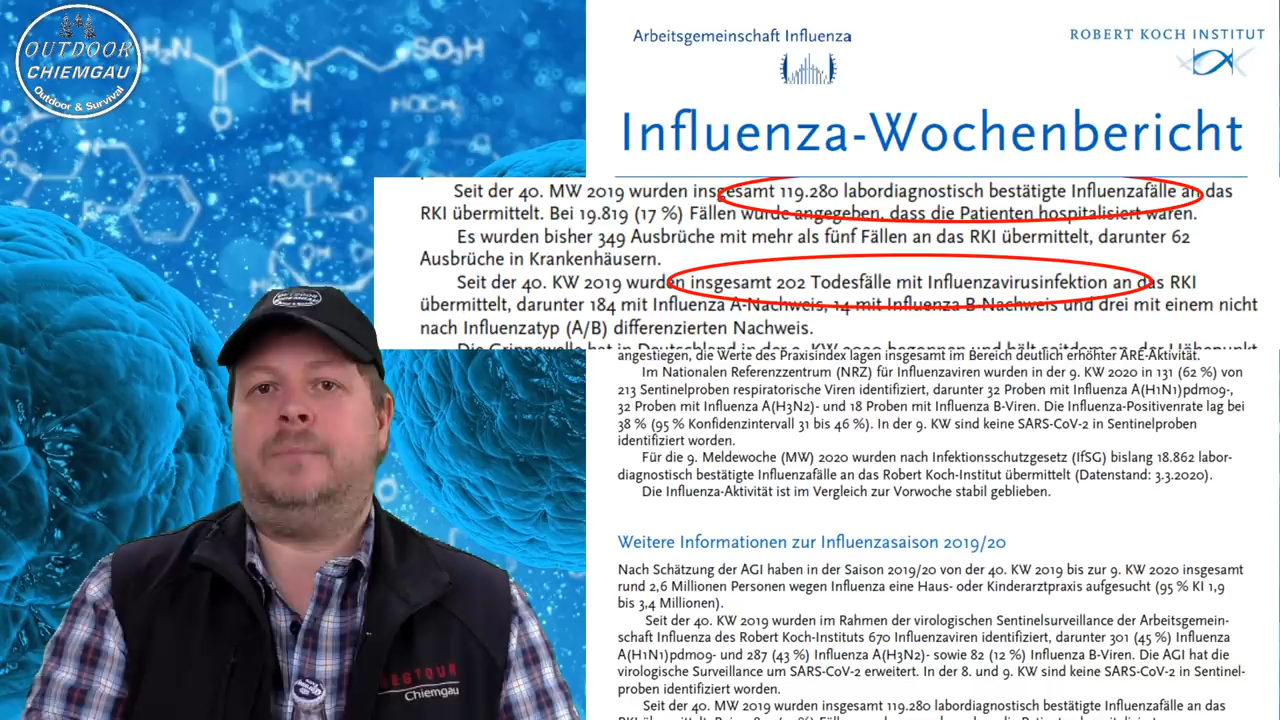 OUTDOOR
CHIEMGAU
Outdoor & Survival
H₂N
O
N
H
SO₃H
Arbeitsgemeinschaft Influenza
ROBERT KOCH INSTITUT
Influenza-Wochenbericht
Seit der 40. MW 2019 wurden insgesamt 119.280 labordiagnostisch bestätigte Influenzafälle an das
RKI übermittelt. Bei 19.819 (17 %) Fällen wurde angegeben, dass die Patienten hospitalisiert waren.
Es wurden bisher 349 Ausbrüche mit mehr als fünf Fällen an das RKI übermittelt, darunter 62
Ausbrüche in Krankenhäusern.
Seit der 40. KW 2019 wurden insgesamt 202 Todesfälle mit Influenzavirusinfektion an das RKI
übermittelt, darunter 184 mit Influenza A-Nachweis, 14 mit Influenza B-Nachweis und drei mit einem nicht
nach Influenzatyp (A/B) differenzierten Nachweis.
angestiegen, die Werte des Praxisindex lagen insgesamt im Bereich deutlich erhöhter ARE-Aktivität.
Im Nationalen Referenzzentrum (NRZ) für Influenzaviren wurden in der 9. KW 2020 in 131 (62 %) von
213 Sentinelproben respiratorische Viren identifiziert, darunter 32 Proben mit Influenza A(H1N1)pdm09-,
32 Proben mit Influenza A(H3N2)- und 18 Proben mit Influenza B-Viren. Die Influenza-Positivenrate lag bei
38 % (95 % Konfidenzintervall 31 bis 46 %). In der 9. KW sind keine SARS-CoV-2 in Sentinelproben
identifiziert worden.
Für die 9. Meldewoche (MW) 2020 wurden nach Infektionsschutzgesetz (IfSG) bislang 18.862 labor-
diagnostisch bestätigte Influenzafälle an das Robert Koch-Institut übermittelt (Datenstand: 3.3.2020).
Die Influenza-Aktivität ist im Vergleich zur Vorwoche stabil geblieben.
Weitere Informationen zur Influenzasaison 2019/20
Nach Schätzung der AGI haben in der Saison 2019/20 von der 40. KW 2019 bis zur 9. KW 2020 insgesamt
rund 2,6 Millionen Personen wegen Influenza eine Haus- oder Kinderarztpraxis aufgesucht (95 % KI 1,9
bis 3,4 Millionen).
Seit der 40. KW 2019 wurden im Rahmen der virologischen Sentinelsurveillance der Arbeitsgemein-
schaft Influenza des Robert Koch-Instituts 670 Influenzaviren identifiziert, darunter 301 (45 %) Influenza
A(H1N1)pdm09- und 287 (43 %) Influenza A(H3N2)- sowie 82 (12 %) Influenza B-Viren. Die AGI hat die
virologische Surveillance um SARS-CoV-2 erweitert. In der 8. und 9. KW sind keine SARS-CoV-2 in Sentinel-
proben identifiziert worden.
Seit der 40. MW 2019 wurden insgesamt 119.280 labordiagnostisch bestätigte Influenzafälle an das
Chiemgau